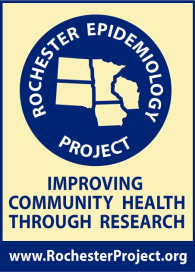 ROCHESTER EPIDEMIOLOGY
PROJECT
IMPROVING
COMMUNITY HEALTH
THROUGH RESEARCH
www.RochesterProject.org